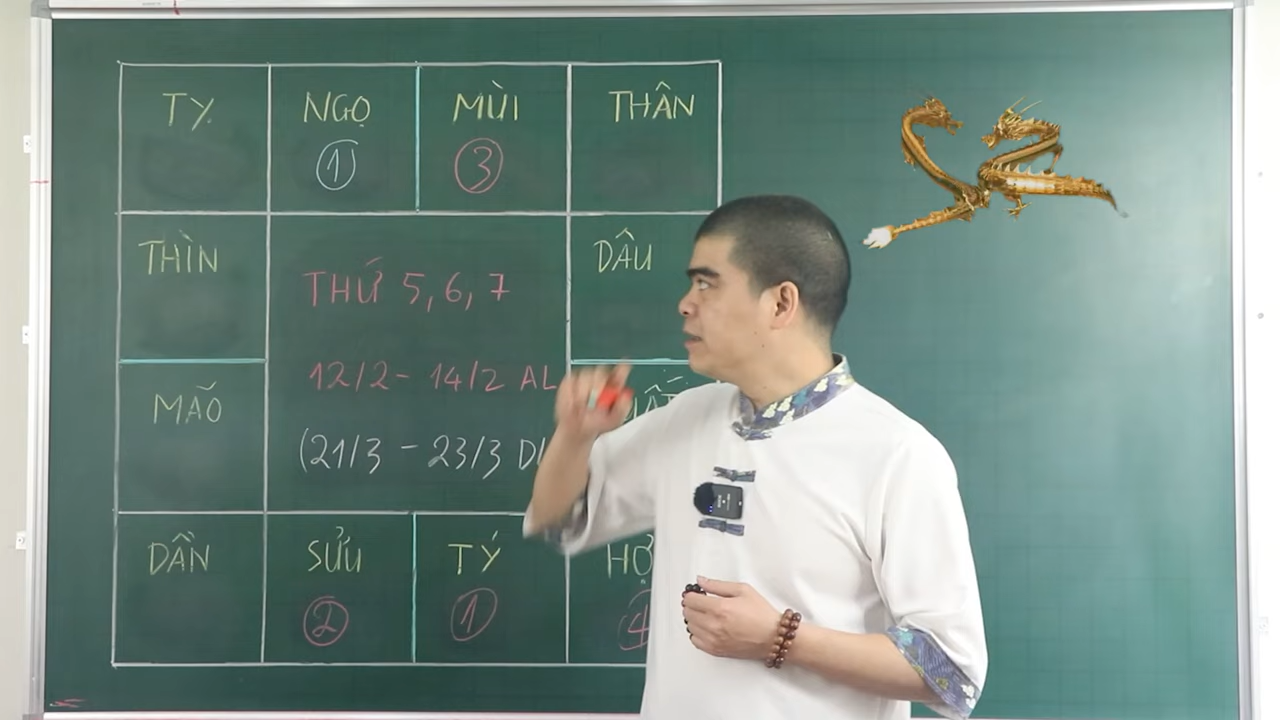 TỴ
NGỌ
MÙI
THÂN
①
③
THÌN
DẬU
THỨ 5, 6, 7
12/2 - 14/2 AL
MÃO
(21/3 - 23/3
DẦN
SỬU
TÝ
②
①
④